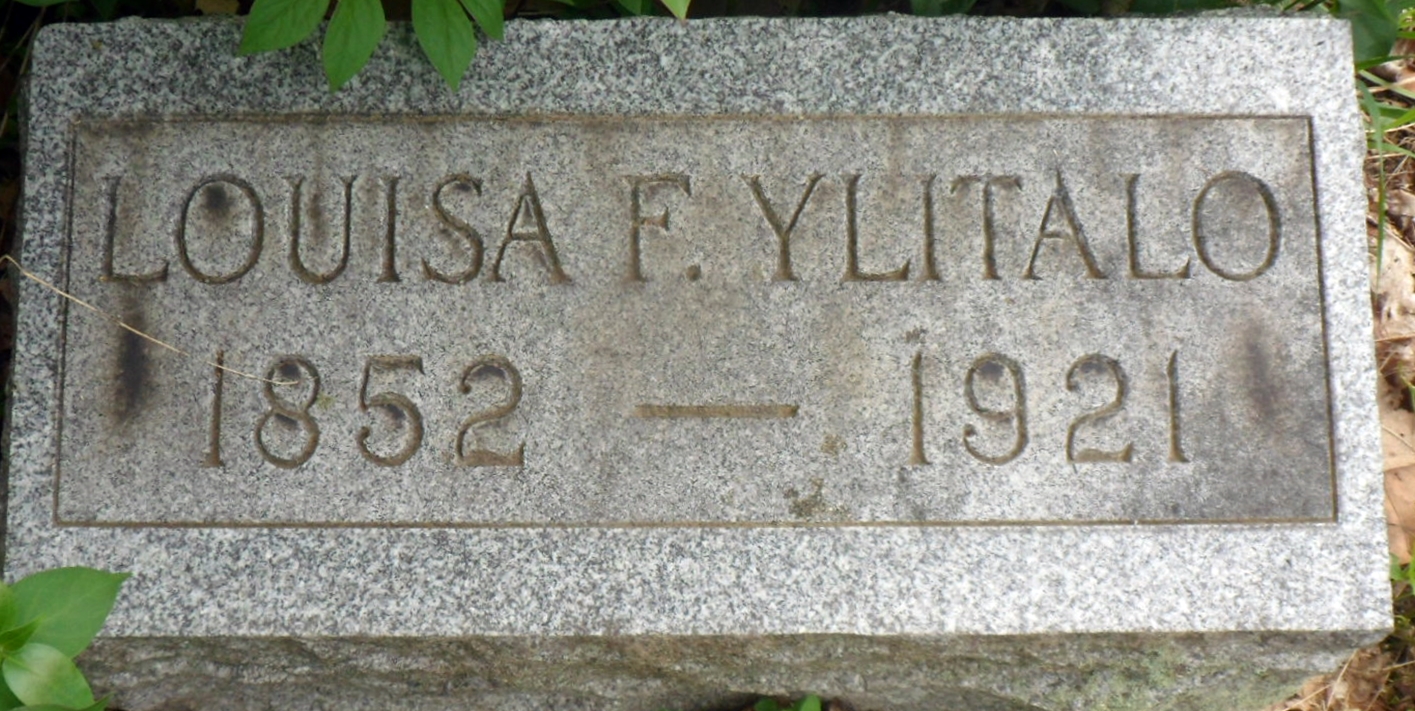 LOUISA F. YLITALO
1852 — 1921